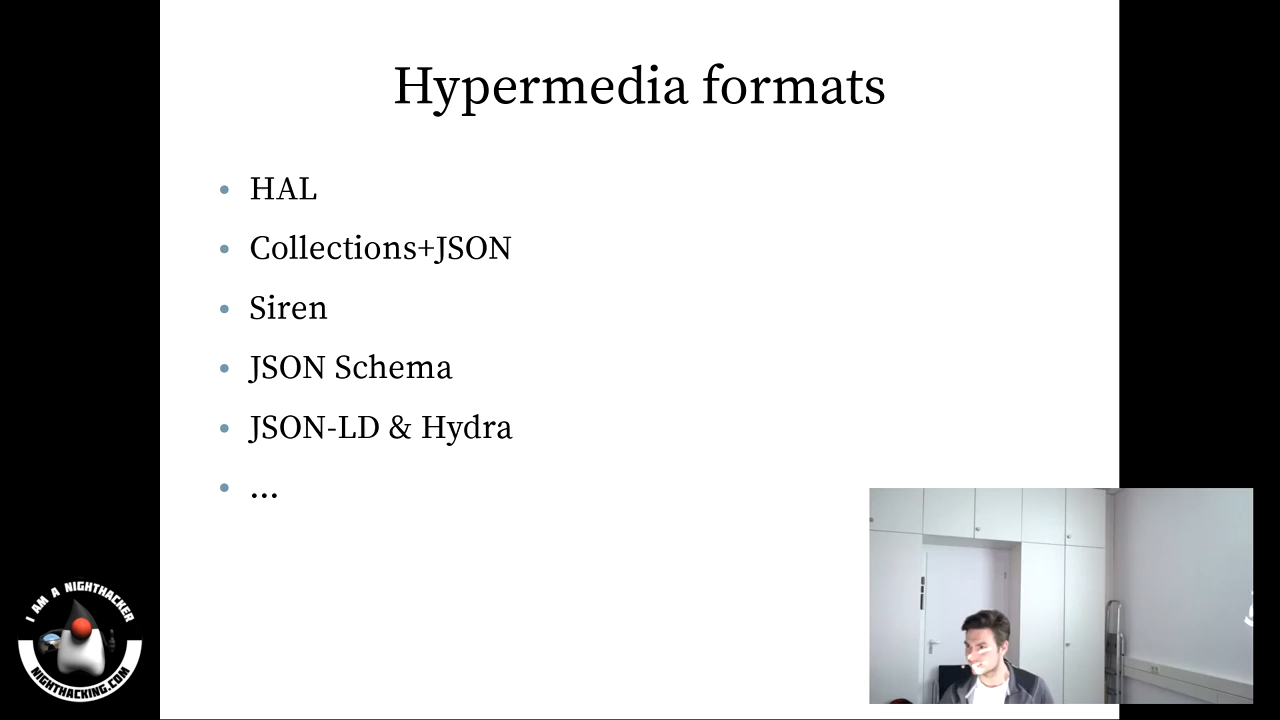 Hypermedia formats
HAL
Collections+JSON
Siren
JSON Schema
JSON-LD & Hydra
...
I AM A NIGHTHACKER
NIGHTHACKING.COM